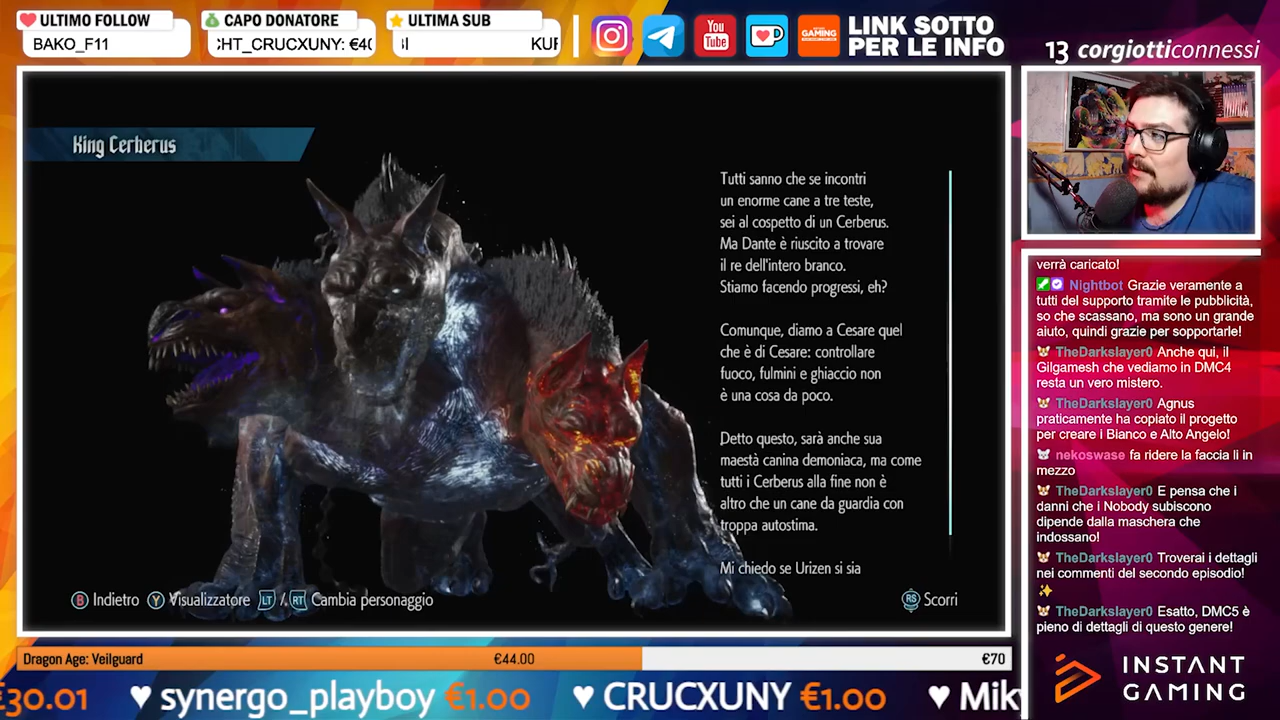 ULTIMO FOLLOW
BAKO_F11
CAPO DONATORE
CHT_CRUCXUNY: €40
ULTIMA SUB
KUF
You
Tube
GAMING
LINK SOTTO
PER LE INFO
13 corgiotticonnessi
King Cerberus
Tutti sanno che se incontri
un enorme cane a tre teste,
sei al cospetto di un Cerberus.
Ma Dante è riuscito a trovare
il re dell'intero branco.
Stiamo facendo progressi, eh?
Comunque, diamo a Cesare quel
che è di Cesare: controllare
fuoco, fulmini e ghiaccio non
è una cosa da poco.
Detto questo, sarà anche sua
maestà canina demoniaca, ma come
tutti i Cerberus alla fine non è
altro che un cane da guardia con
troppa autostima.
Mi chiedo se Urizen si sia
B Indietro Y Visualizzatore LT / RT Cambia personaggio
RS Scorri
verrà caricato!
Nightbot Grazie veramente a
tutti del supporto tramite le pubblicità,
so che scassano, ma sono un grande
aiuto, quindi grazie per sopportarle!
TheDarkslayer0 Anche qui, il
Gilgamesh che vediamo in DMC4
resta un vero mistero.
TheDarkslayer0 Agnus
praticamente ha copiato il progetto
per creare i Bianco e Alto Angelo!
nekoswase fa ridere la faccia li in
mezzo
TheDarkslayer0 E pensa che i
danni che i Nobody subiscono
dipende dalla maschera che
indossano!
TheDarkslayer0 Troverai i dettagli
nei commenti del secondo episodio!
TheDarkslayer0 Esatto, DMC5 è
pieno di dettagli di questo genere!
Dragon Age: Veilguard €44.00 €70
€30.01 ♥ synergo_playboy €1.00 ♥ CRUCXUNY €1.00 ♥ Mik
INSTANT
GAMING